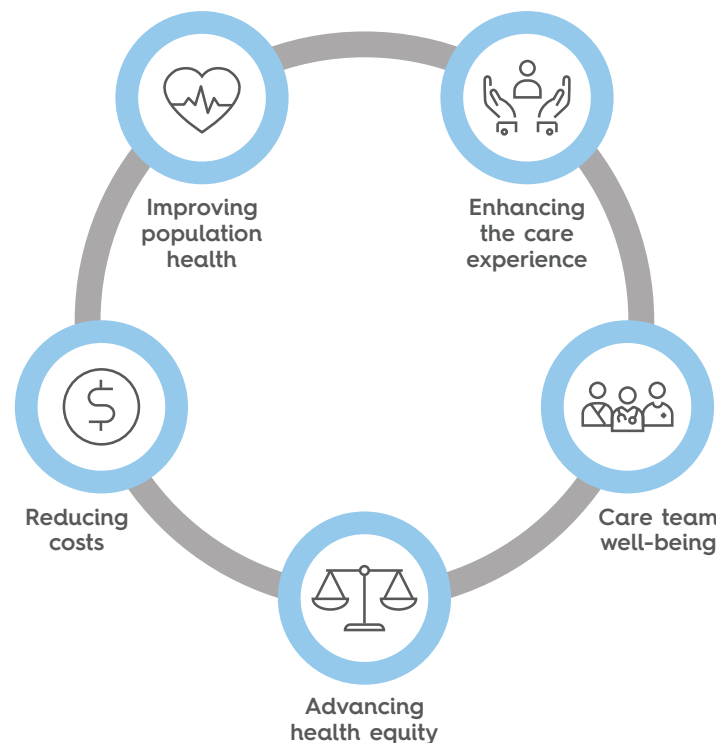 Improving
population
health
Enhancing
the care
experience
Reducing
costs
Care team
well-being
Advancing
health equity